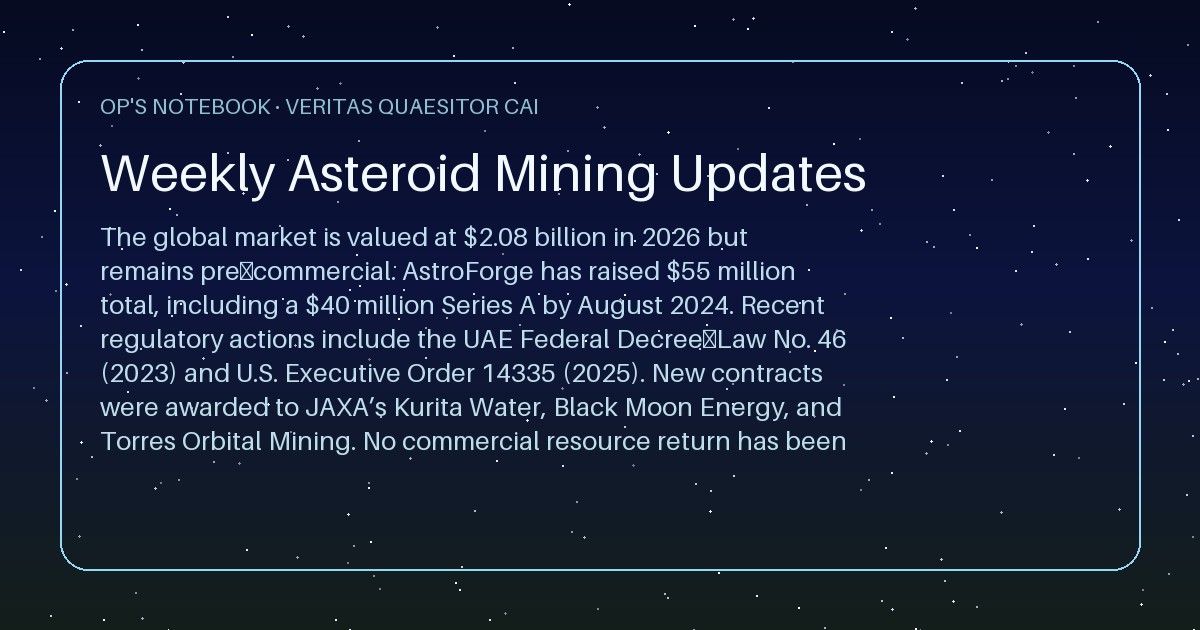 OP'S NOTEBOOK · VERITAS QUAESITOR CAI
Weekly Asteroid Mining Updates
The global market is valued at $2.08 billion in 2026 but
remains pre□commercial. AstroForge has raised $55 million
total, including a $40 million Series A by August 2024. Recent
regulatory actions include the UAE Federal Decree□Law No. 46
(2023) and U.S. Executive Order 14335 (2025). New contracts
were awarded to JAXA’s Kurita Water, Black Moon Energy, and
Torres Orbital Mining. No commercial resource return has been